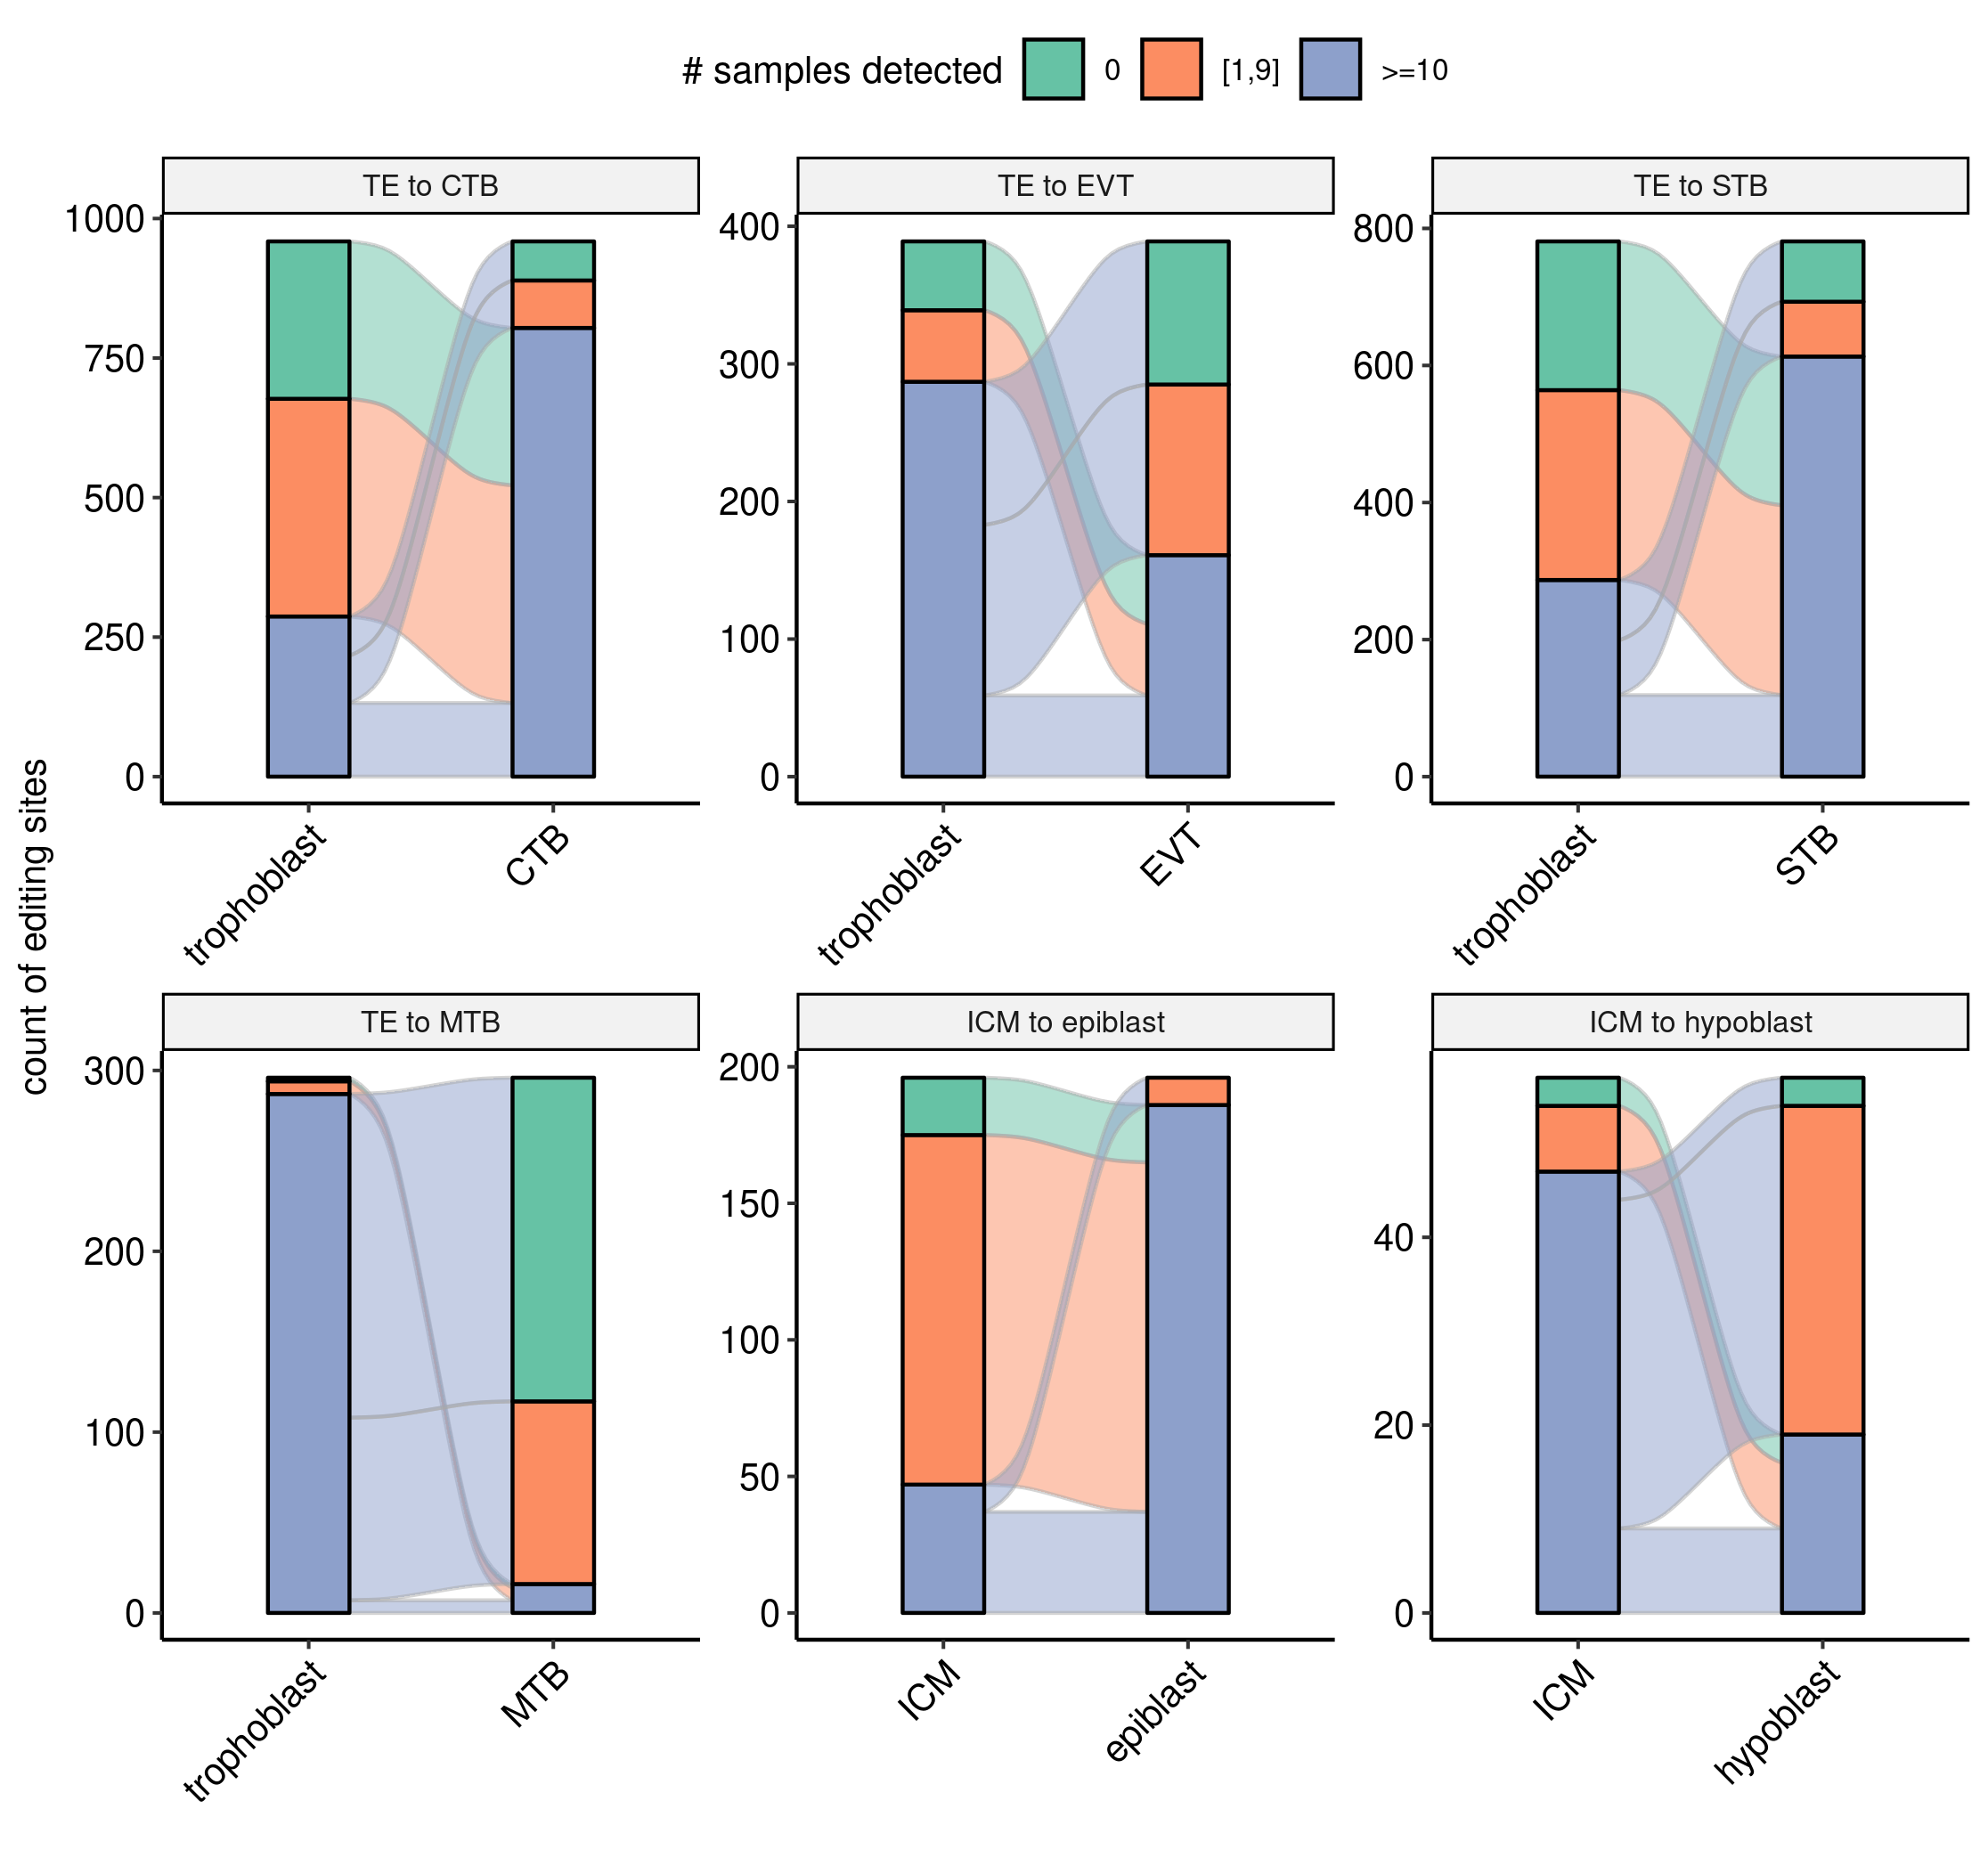 # samples detected 0 [1,9] >=10
TE to CTB
TE to EVT
TE to STB
1000
750
500
250
0
400
300
200
100
0
800
600
400
200
0
trophoblast
CTB
trophoblast
EVT
trophoblast
STB
count of editing sites
TE to MTB
ICM to epiblast
ICM to hypoblast
300
200
100
0
200
150
100
50
0
40
20
0
trophoblast
MTB
ICM
epiblast
ICM
hypoblast